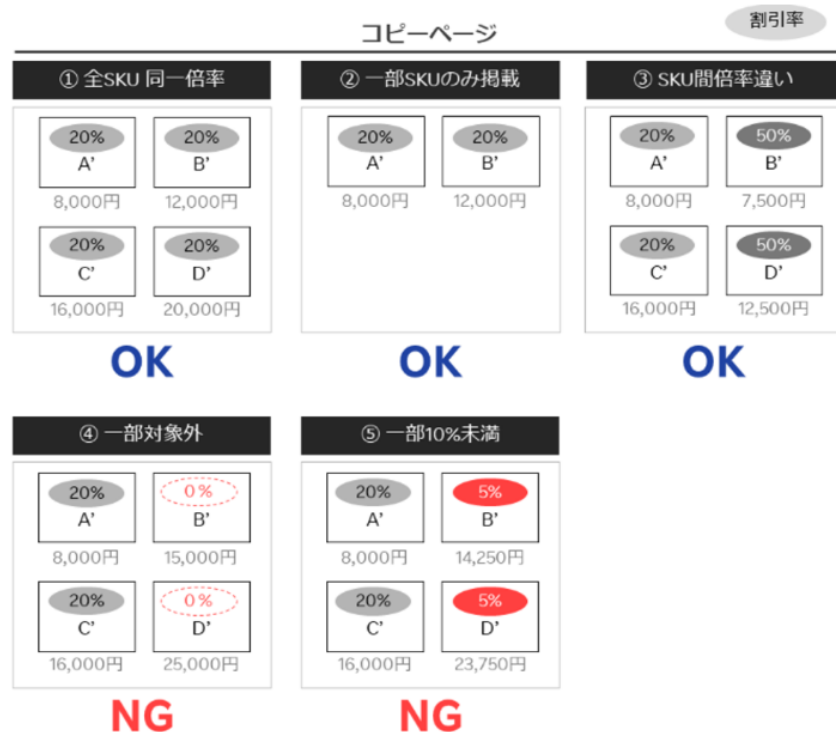 コピーページ
割引率
① 全SKU 同一倍率
② 一部SKUのみ掲載
③ SKU間倍率違い
20%
A’
8,000円
20%
B’
12,000円
20%
C’
16,000円
20%
D’
20,000円
OK
20%
A’
8,000円
20%
B’
12,000円
OK
20%
A’
8,000円
50%
B’
7,500円
20%
C’
16,000円
50%
D’
12,500円
OK
④ 一部対象外
⑤ 一部10%未満
20%
A’
8,000円
0%
B’
15,000円
20%
C’
16,000円
0%
D’
25,000円
NG
20%
A’
8,000円
5%
B’
14,250円
20%
C’
16,000円
5%
D’
23,750円
NG